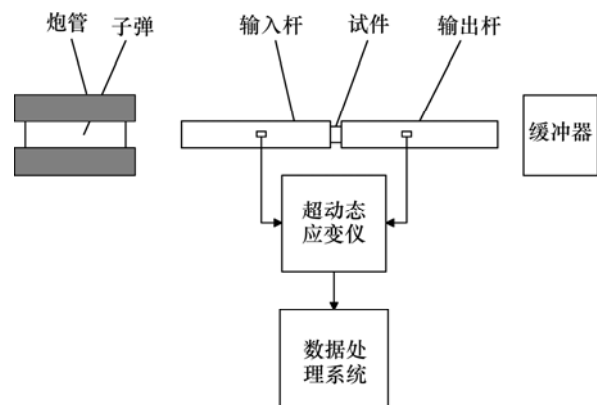 炮管
子弹
输入杆
试件
输出杆
缓冲器
超动态
应变仪
数据处
理系统